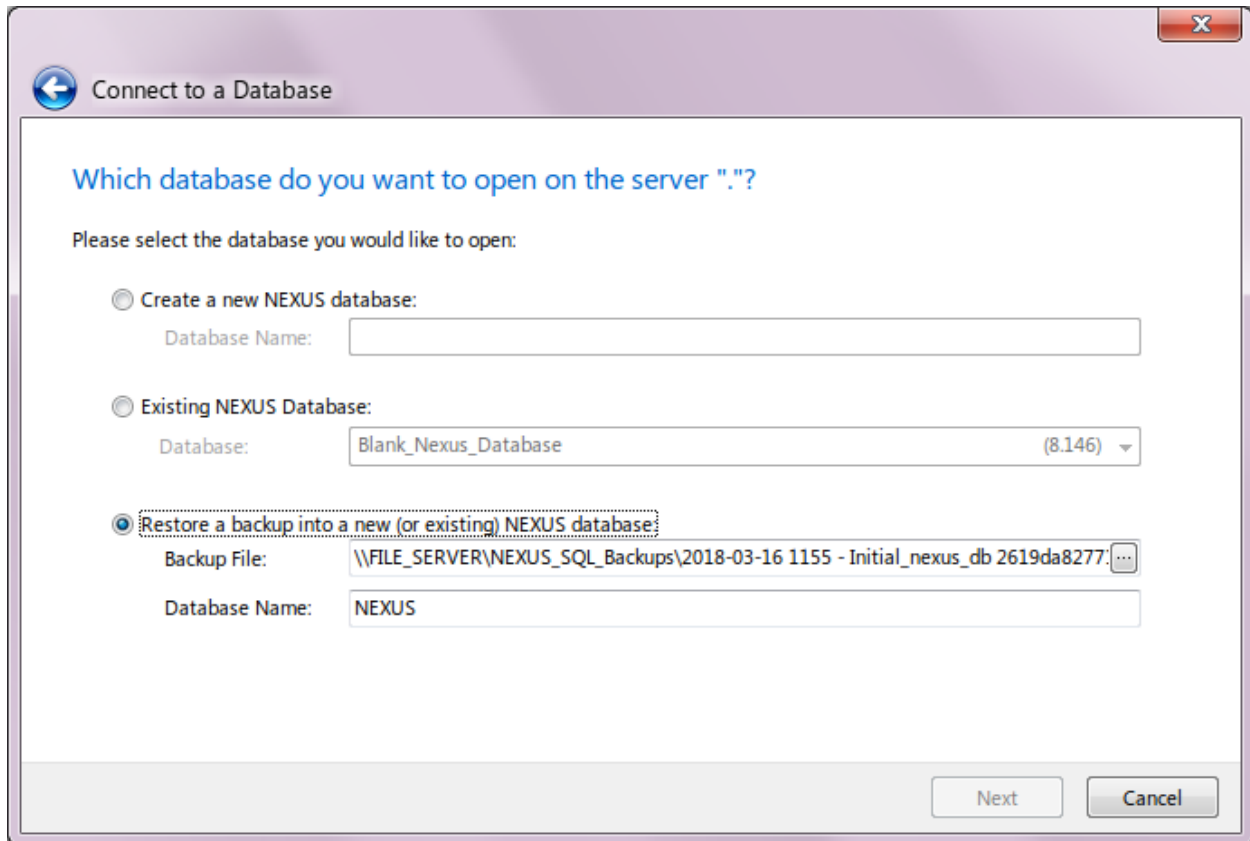 Connect to a Database
Which database do you want to open on the server "."?
Please select the database you would like to open:
Create a new NEXUS database:
Database Name:
Existing NEXUS Database:
Database: Blank_Nexus_Database (8.146)
Restore a backup into a new (or existing) NEXUS database:
Backup File: \\FILE_SERVER\NEXUS_SQL_Backups\2018-03-16 1155 - Initial_nexus_db 2619da8277 ...
Database Name: NEXUS
Next Cancel